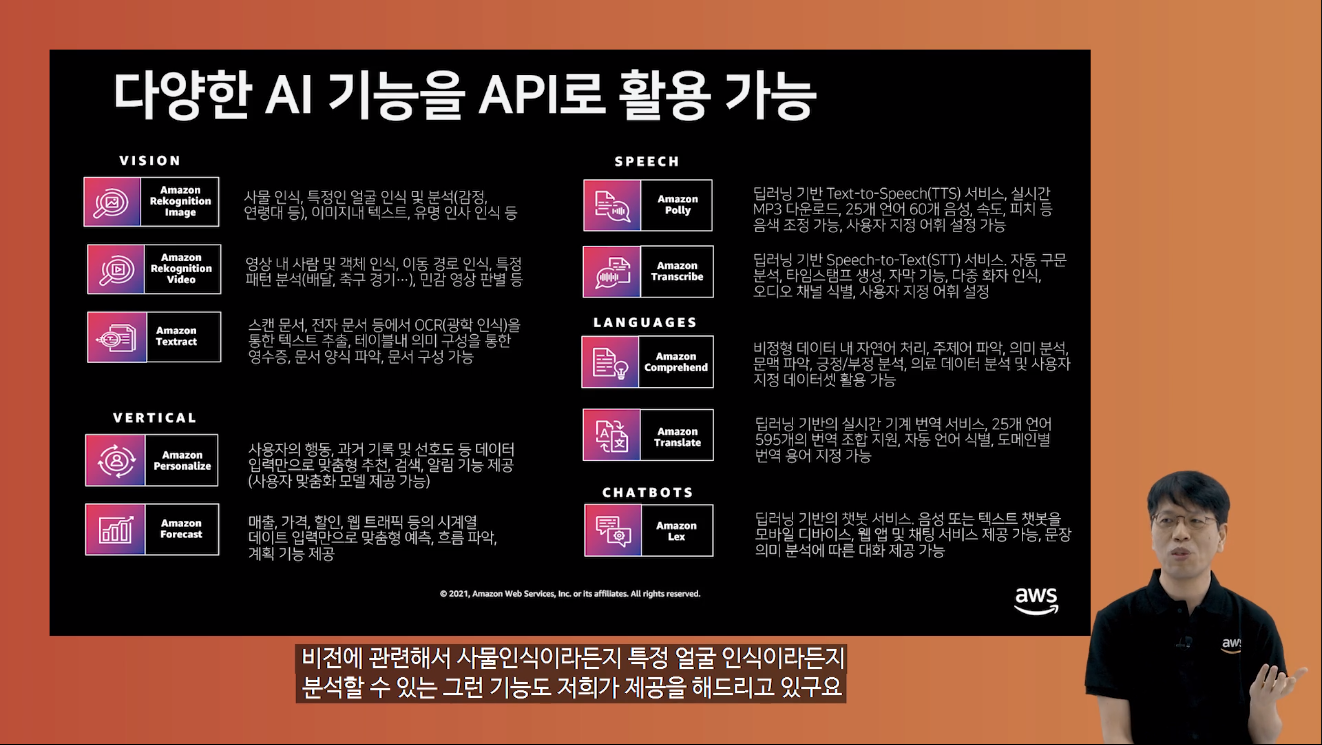 다양한 AI 기능을 API로 활용 가능
VISION
Amazon
Rekognition
Image
사물 인식, 특정인 얼굴 인식 및 분석(감정,
연령대 등), 이미지내 텍스트, 유명 인사 인식 등
Amazon
Rekognition
Video
영상 내 사람 및 객체 인식, 이동 경로 인식, 특정
패턴 분석(배달, 축구 경기…), 민감 영상 판별 등
Amazon
Textract
스캔 문서, 전자 문서 등에서 OCR(광학 인식)을
통한 텍스트 추출, 테이블내 의미 구성을 통한
영수증, 문서 양식 파악, 문서 구성 가능
VERTICAL
Amazon
Personalize
사용자의 행동, 과거 기록 및 선호도 등 데이터
입력만으로 맞춤형 추천, 검색, 알림 기능 제공
(사용자 맞춤화 모델 제공 가능)
Amazon
Forecast
매출, 가격, 할인, 웹 트래픽 등의 시계열
데이트 입력만으로 맞춤형 예측, 흐름 파악,
계획 기능 제공
SPEECH
Amazon
Polly
딥러닝 기반 Text-to-Speech(TTS) 서비스, 실시간
MP3 다운로드, 25개 언어 60개 음성, 속도, 피치 등
음색 조정 가능, 사용자 지정 어휘 설정 가능
Amazon
Transcribe
딥러닝 기반 Speech-to-Text(STT) 서비스. 자동 구문
분석, 타임스탬프 생성, 자막 기능, 다중 화자 인식,
오디오 채널 식별, 사용자 지정 어휘 설정
LANGUAGES
Amazon
Comprehend
비정형 데이터 내 자연어 처리, 주제어 파악, 의미 분석,
문맥 파악, 긍정/부정 분석, 의료 데이터 분석 및 사용자
지정 데이터셋 활용 가능
Amazon
Translate
딥러닝 기반의 실시간 기계 번역 서비스, 25개 언어
595개의 번역 조합 지원, 자동 언어 식별, 도메인별
번역 용어 지정 가능
CHATBOTS
Amazon
Lex
딥러닝 기반의 챗봇 서비스. 음성 또는 텍스트 챗봇을
모바일 디바이스, 웹 앱 및 채팅 서비스 제공 가능, 문장
의미 분석에 따른 대화 제공 가능
© 2021, Amazon Web Services, Inc. or its affiliates. All rights reserved.
aws
aws
비전에 관련해서 사물인식이라든지 특정 얼굴 인식이라든지
분석할 수 있는 그런 기능도 저희가 제공을 해드리고 있구요